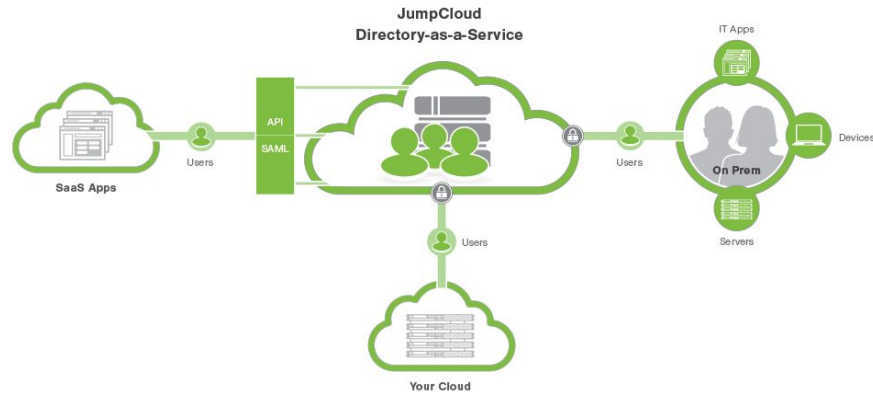 JumpCloud
Directory-as-a-Service
IT Apps
API
SAML
Users
SaaS Apps
Users
On Prem
Devices
Servers
Users
Your Cloud